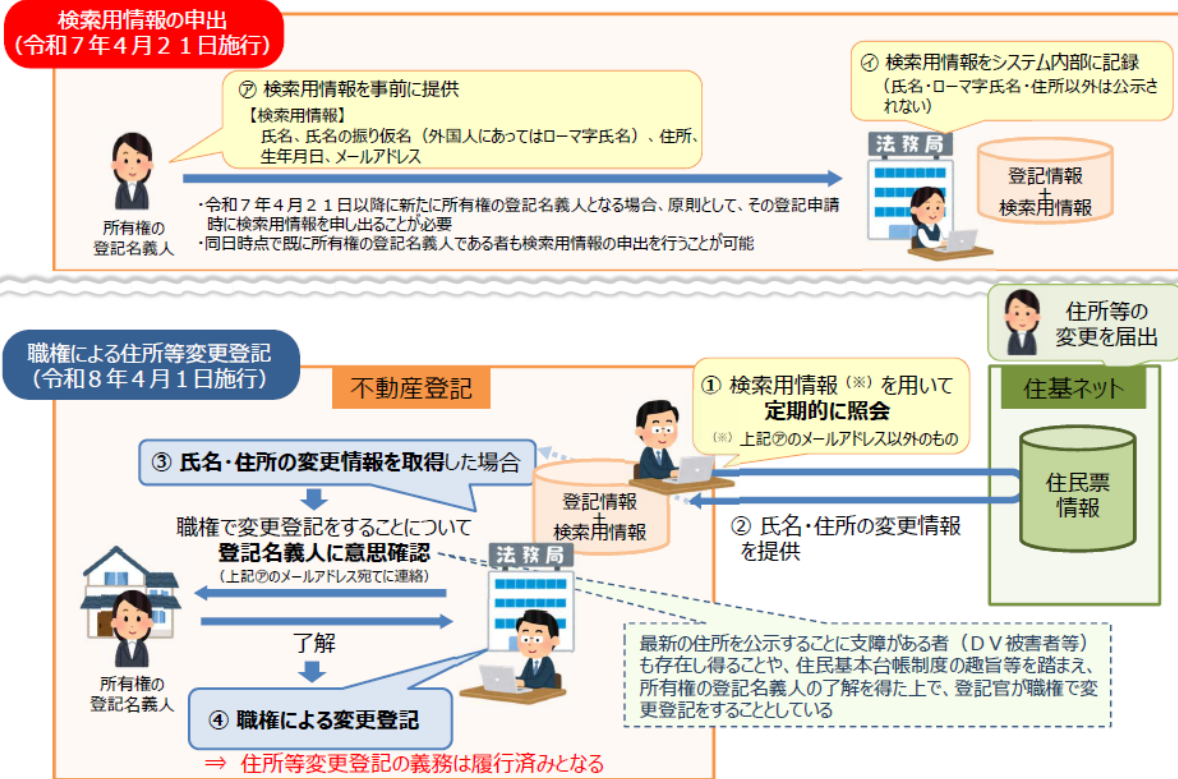 検索用情報の申出
(令和7年4月21日施行)
㋐ 検索用情報を事前に提供
【検索用情報】
氏名、氏名の振り仮名(外国人にあってはローマ字氏名)、住所、
生年月日、メールアドレス
㋑ 検索用情報をシステム内部に記録
(氏名・ローマ字氏名・住所以外は公示さ
れない)
法務局
登記情報
+
検索用情報
所有権の
登記名義人
・令和7年4月21日以降に新たに所有権の登記名義人となる場合、原則として、その登記申請
時に検索用情報を申し出ることが必要
・同日時点で既に所有権の登記名義人である者も検索用情報の申出を行うことが可能
住所等の
変更を届出
職権による住所等変更登記
(令和8年4月1日施行)
不動産登記
① 検索用情報(※)を用いて
定期的に照会
(※)上記㋐のメールアドレス以外のもの
住基ネット
住民票
情報
② 氏名・住所の変更情報
を提供
③ 氏名・住所の変更情報を取得した場合
登記情報
+
検索用情報
職権で変更登記をすることについて
登記名義人に意思確認
(上記㋐のメールアドレス宛てに連絡)
法務局
了解
所有権の
登記名義人
④ 職権による変更登記
⇒ 住所等変更登記の義務は履行済みとなる
最新の住所を公示することに支障がある者(DV被害者等)
も存在し得ることや、住民基本台帳制度の趣旨等を踏まえ、
所有権の登記名義人の了解を得た上で、登記官が職権で変
更登記をすることとしている